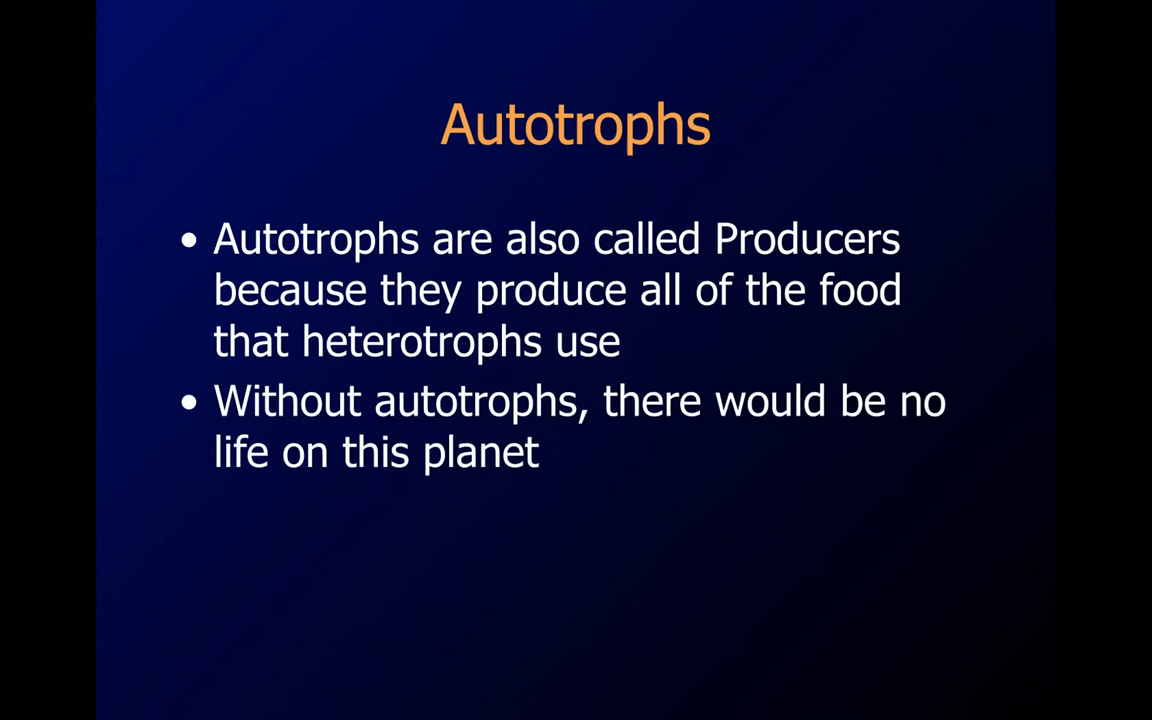 Autotrophs
• Autotrophs are also called Producers
because they produce all of the food
that heterotrophs use
• Without autotrophs, there would be no
life on this planet